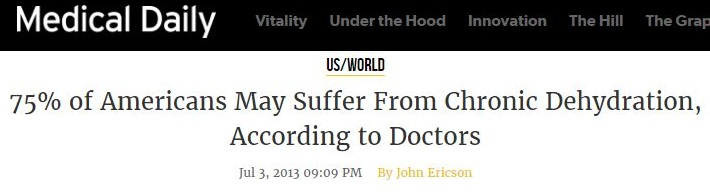 Medical Daily Vitality Under the Hood Innovation The Hill The Grap
US/WORLD
75% of Americans May Suffer From Chronic Dehydration,
According to Doctors
Jul 3, 2013 09:09 PM By John Ericson